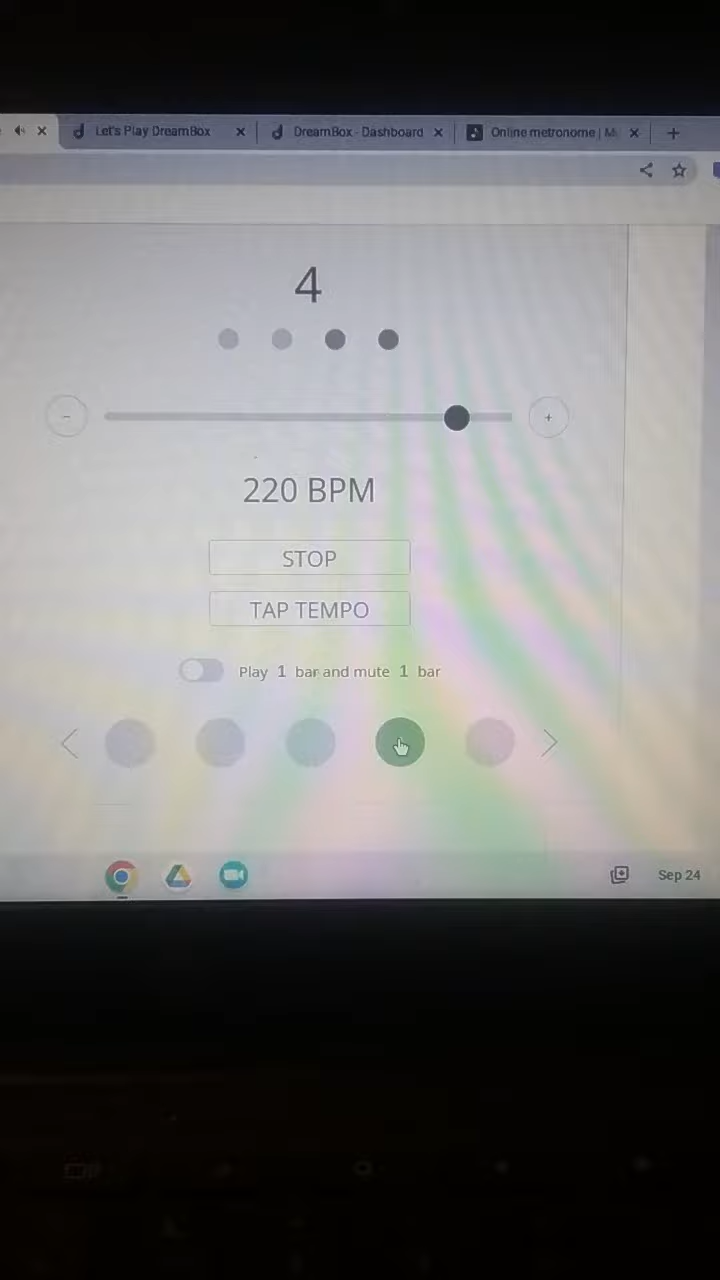 Let's Play DreamBox
DreamBox - Dashboard
Online metronome | M
4
220 BPM
STOP
TAP TEMPO
Play 1 bar and mute 1 bar
Sep 24